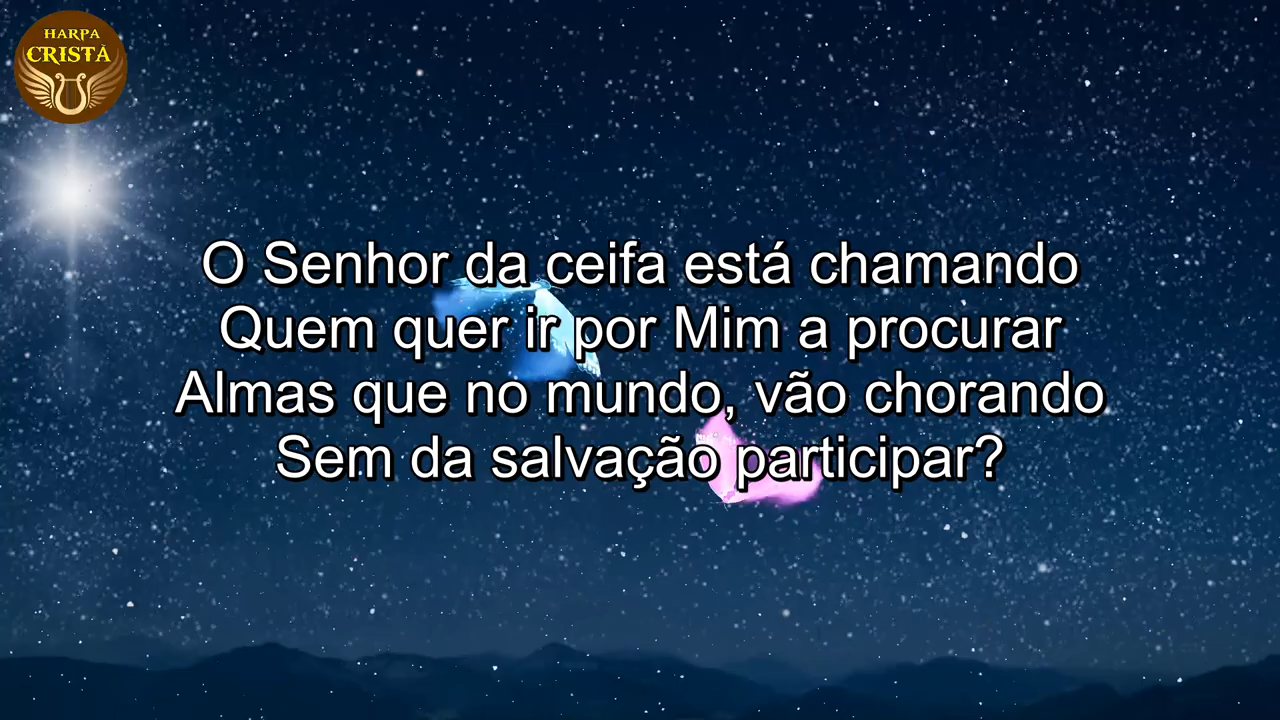 HARPA
CRISTÃ
O Senhor da ceifa está chamando
Quem quer ir por Mim a procurar
Almas que no mundo, vão chorando
Sem da salvação participar?